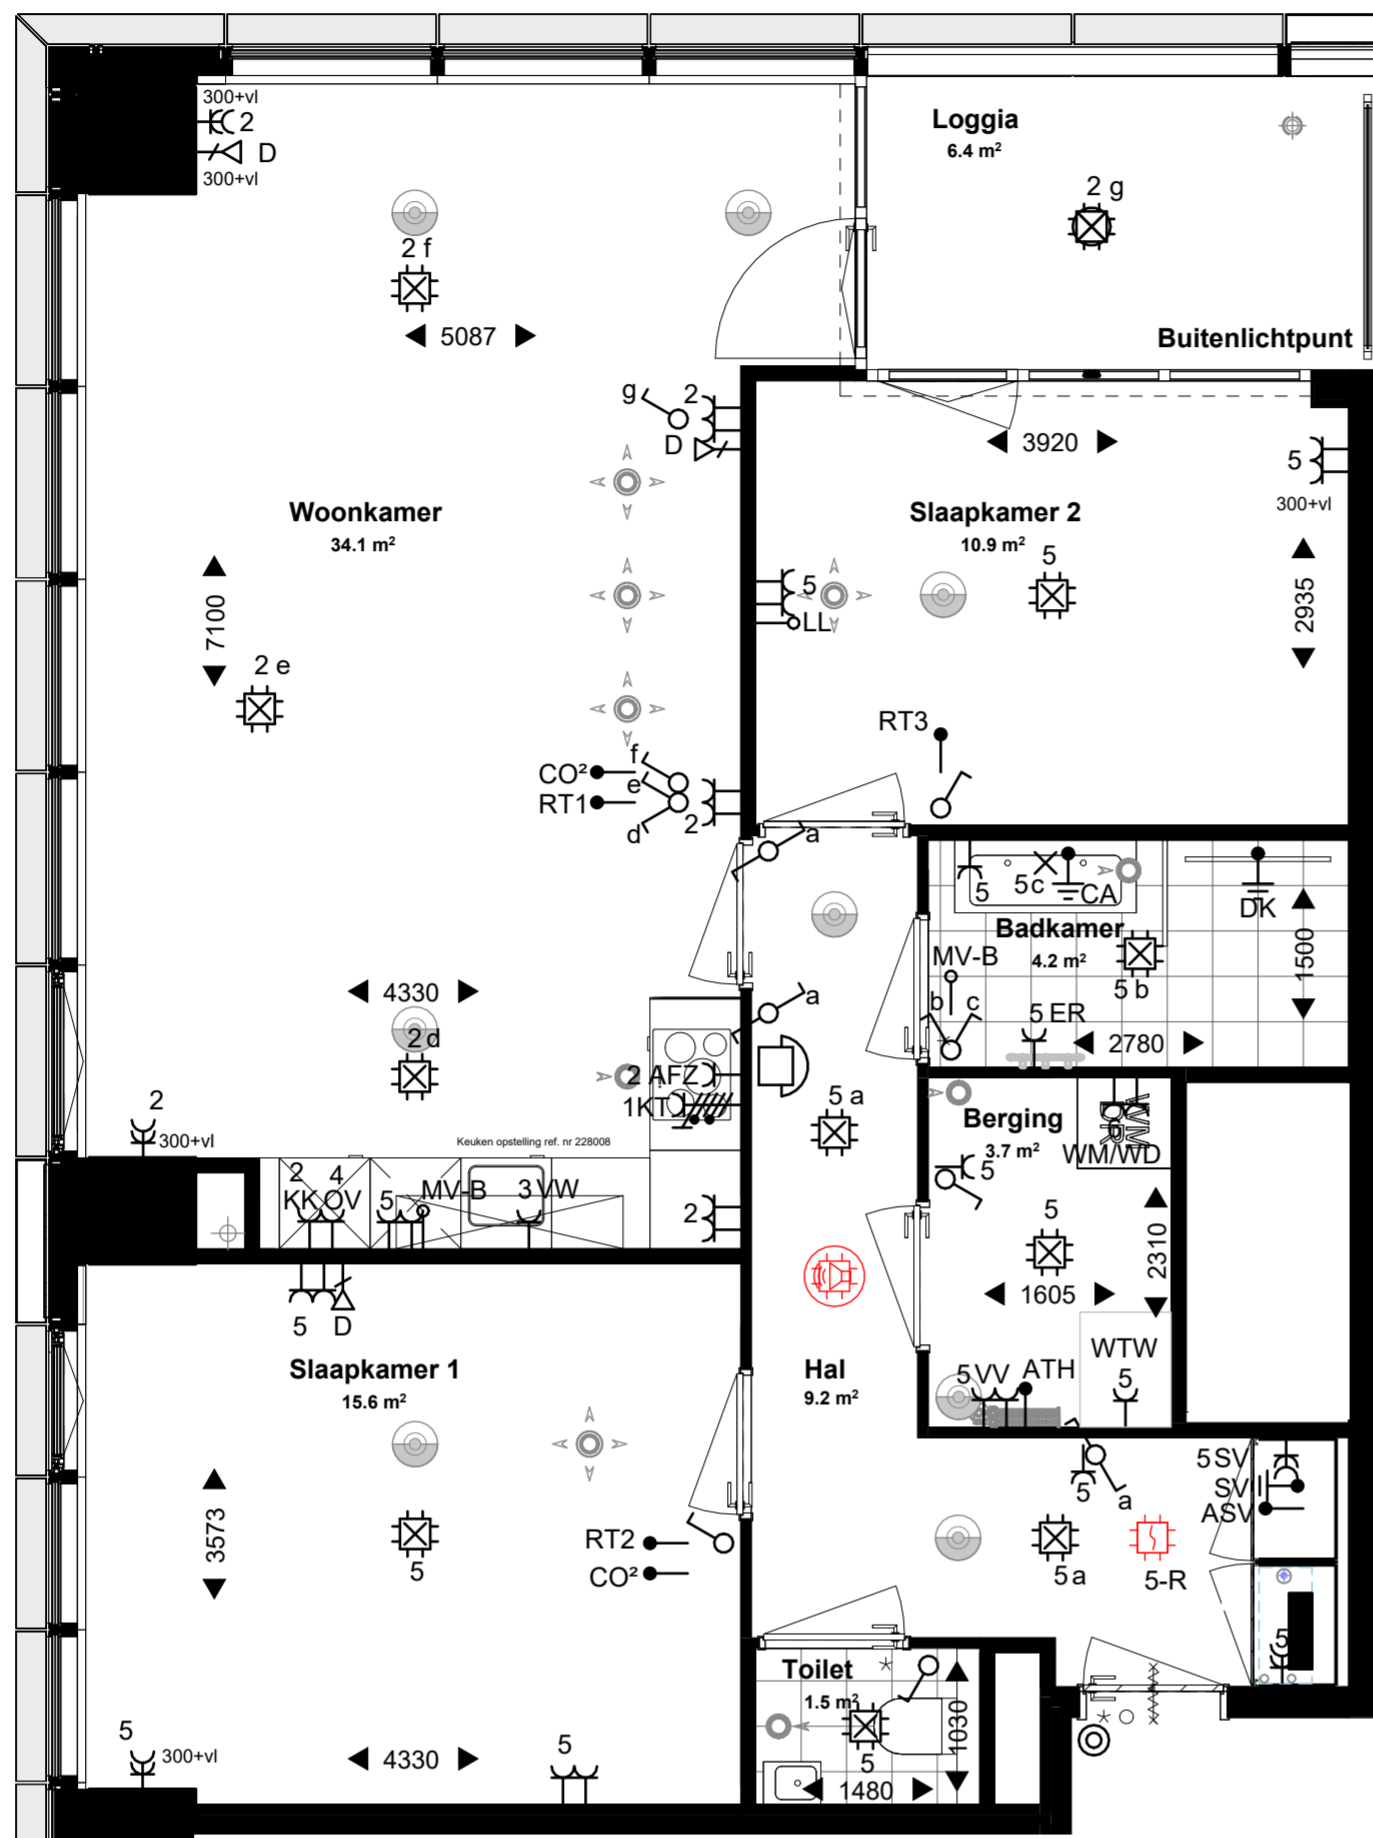 300+vl
2
D
300+vl
Loggia
6.4 m²
2 g
2 f
5087
Buitenlichtpunt
g
2
D
3920
5
300+vl
Woonkamer
34.1 m²
Slaapkamer 2
10.9 m²
5
5
LL
7100
2935
2 e
RT3
f
CO²
e
RT1
d
2
a
5
5 c
CA
DK
Badkamer
4.2 m²
MV-B
1500
4330
a
b
c
5 ER
5 b
2780
2 d
2 AFZ
1KT
5 a
2
300+vl
Keuken opstelling ref. nr 228008
Berging
3.7 m²
DR
WM
WM/WD
5
2
KK
4
OV
5
MV-B
3 VW
2
5
2310
1605
5
D
Slaapkamer 1
15.6 m²
Hal
9.2 m²
WTW
5
5 VV
ATH
3573
5
a
5 SV
SV
ASV
5
RT2
CO²
5 a
5-R
5
Toilet
1.5 m²
1030
5
1480
5
300+vl
4330
5